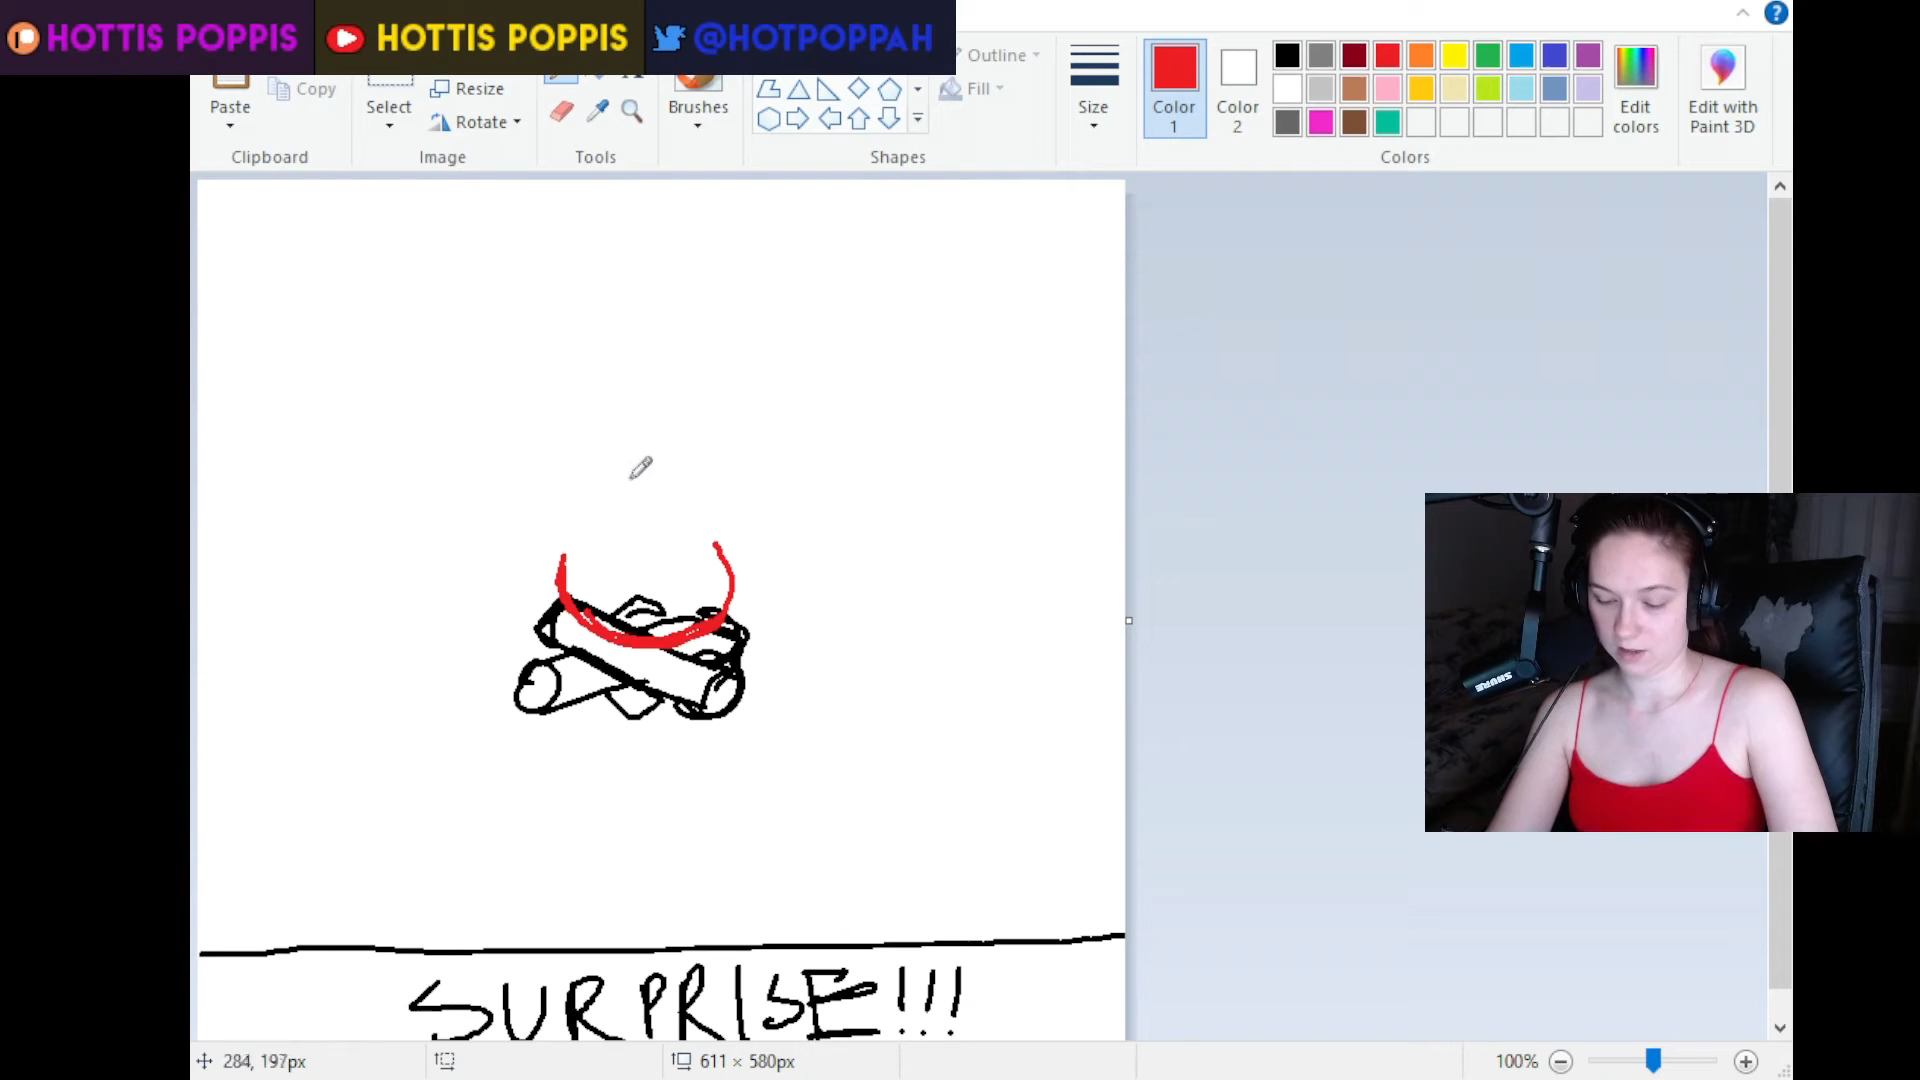 HOTTIS POPPIS HOTTIS POPPIS @HOTPOPPAH
Outline
Paste Copy Select Resize Rotate Brushes Fill Size Color 1 Color 2 Edit colors Edit with Paint 3D
Clipboard Image Tools Shapes Colors
SHURE
SURPRISE!!!
284, 197px 611 × 580px 100%